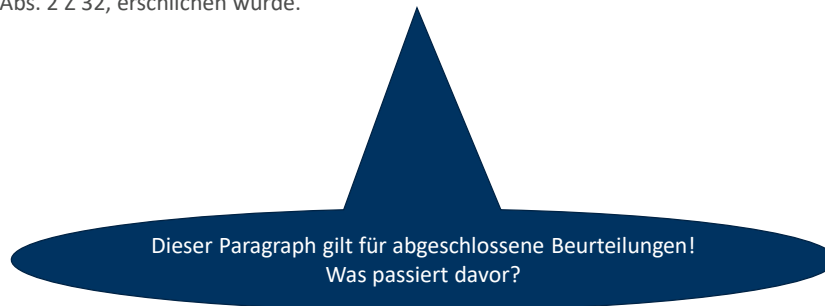 Abs. 2 Z 32, erschlichen wurde.
Dieser Paragraph gilt für abgeschlossene Beurteilungen!
Was passiert davor?